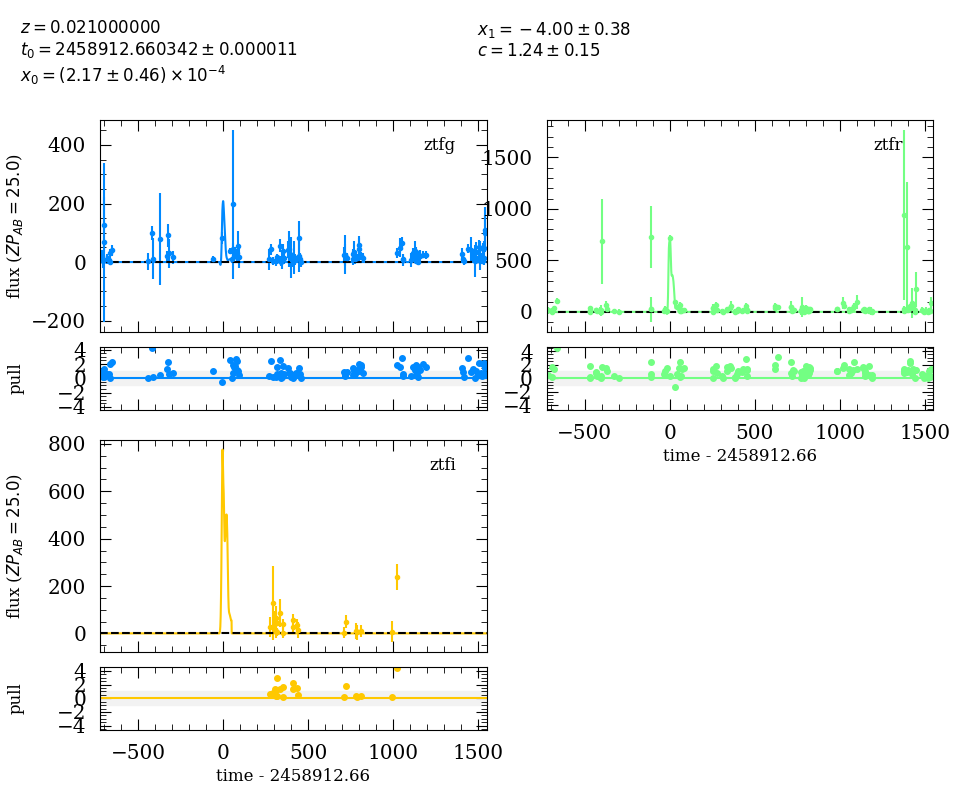 z = 0.021000000
t₀ = 2458912.660342 ± 0.000011
x₀ = (2.17 ± 0.46) × 10⁻⁴
x₁ = −4.00 ± 0.38
c = 1.24 ± 0.15
ztfg
flux (ZP_AB = 25.0)
400
200
0
−200
pull
4
2
0
−2
−4
ztfr
1500
1000
500
0
4
2
0
−2
−4
−500 0 500 1000 1500
time - 2458912.66
ztfi
flux (ZP_AB = 25.0)
800
600
400
200
0
pull
4
2
0
−2
−4
−500 0 500 1000 1500
time - 2458912.66